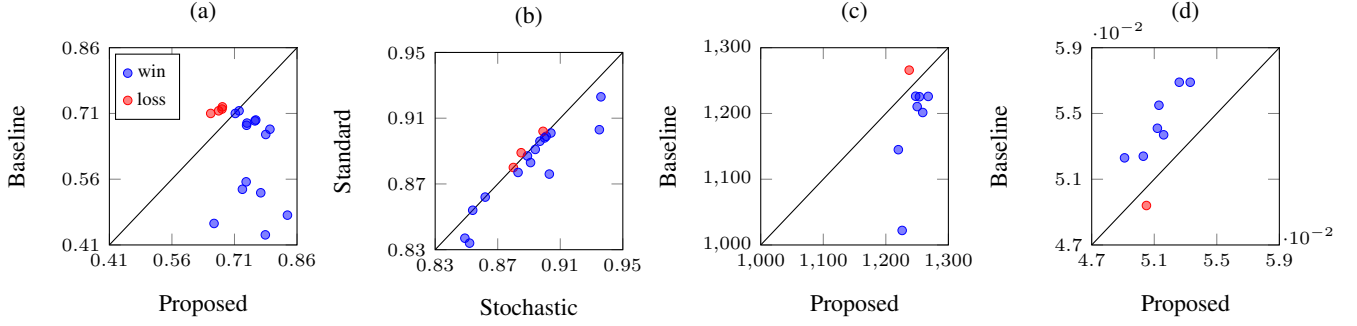 (a)
Baseline
0.86
0.71
0.56
0.41
win
loss
0.41 0.56 0.71 0.86
Proposed
(b)
Standard
0.95
0.91
0.87
0.83
0.83 0.87 0.91 0.95
Stochastic
(c)
Baseline
1,300
1,200
1,100
1,000
1,000 1,100 1,200 1,300
Proposed
(d)
Baseline
·10⁻²
5.9
5.5
5.1
4.7
4.7 5.1 5.5 5.9
·10⁻²
Proposed